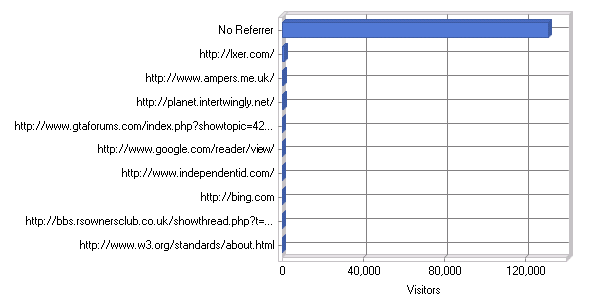 No Referrer
http://lxer.com/
http://www.ampers.me.uk/
http://planet.intertwingly.net/
http://www.gtaforums.com/index.php?showtopic=42...
http://www.google.com/reader/view/
http://www.independentid.com/
http://bing.com
http://bbs.rsownersclub.co.uk/showthread.php?t=...
http://www.w3.org/standards/about.html
0 40,000 80,000 120,000
Visitors